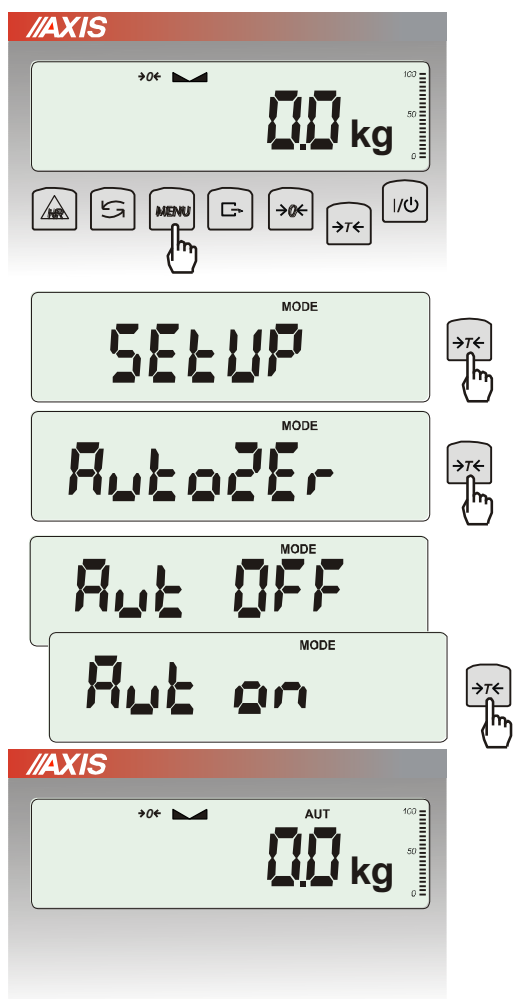 //AXIS
→0←
100
50
0
0.0 kg
HR
MENU
→0←
→T←
I/⏻
MODE
SEtUP
→T←
MODE
AutoZEr
→T←
MODE
Aut OFF
MODE
Aut on
→T←
//AXIS
→0←
AUT
100
50
0
0.0 kg